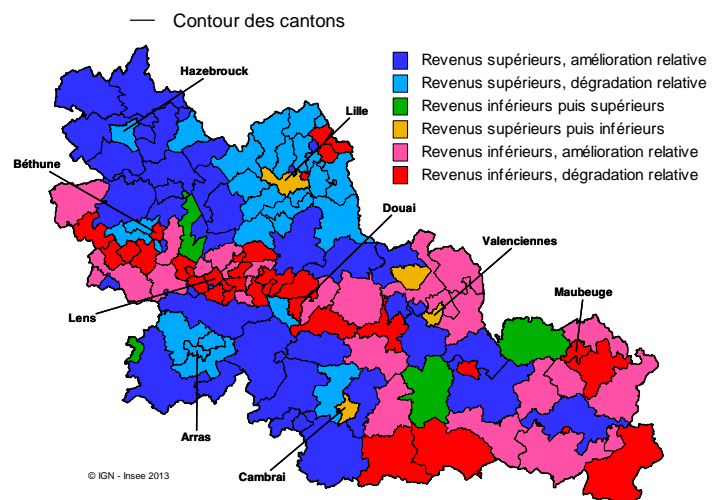 Contour des cantons
Revenus supérieurs, amélioration relative
Revenus supérieurs, dégradation relative
Revenus inférieurs puis supérieurs
Revenus supérieurs puis inférieurs
Revenus inférieurs, amélioration relative
Revenus inférieurs, dégradation relative
Hazebrouck
Lille
Béthune
Douai
Valenciennes
Maubeuge
Lens
Arras
Cambrai
© IGN - Insee 2013